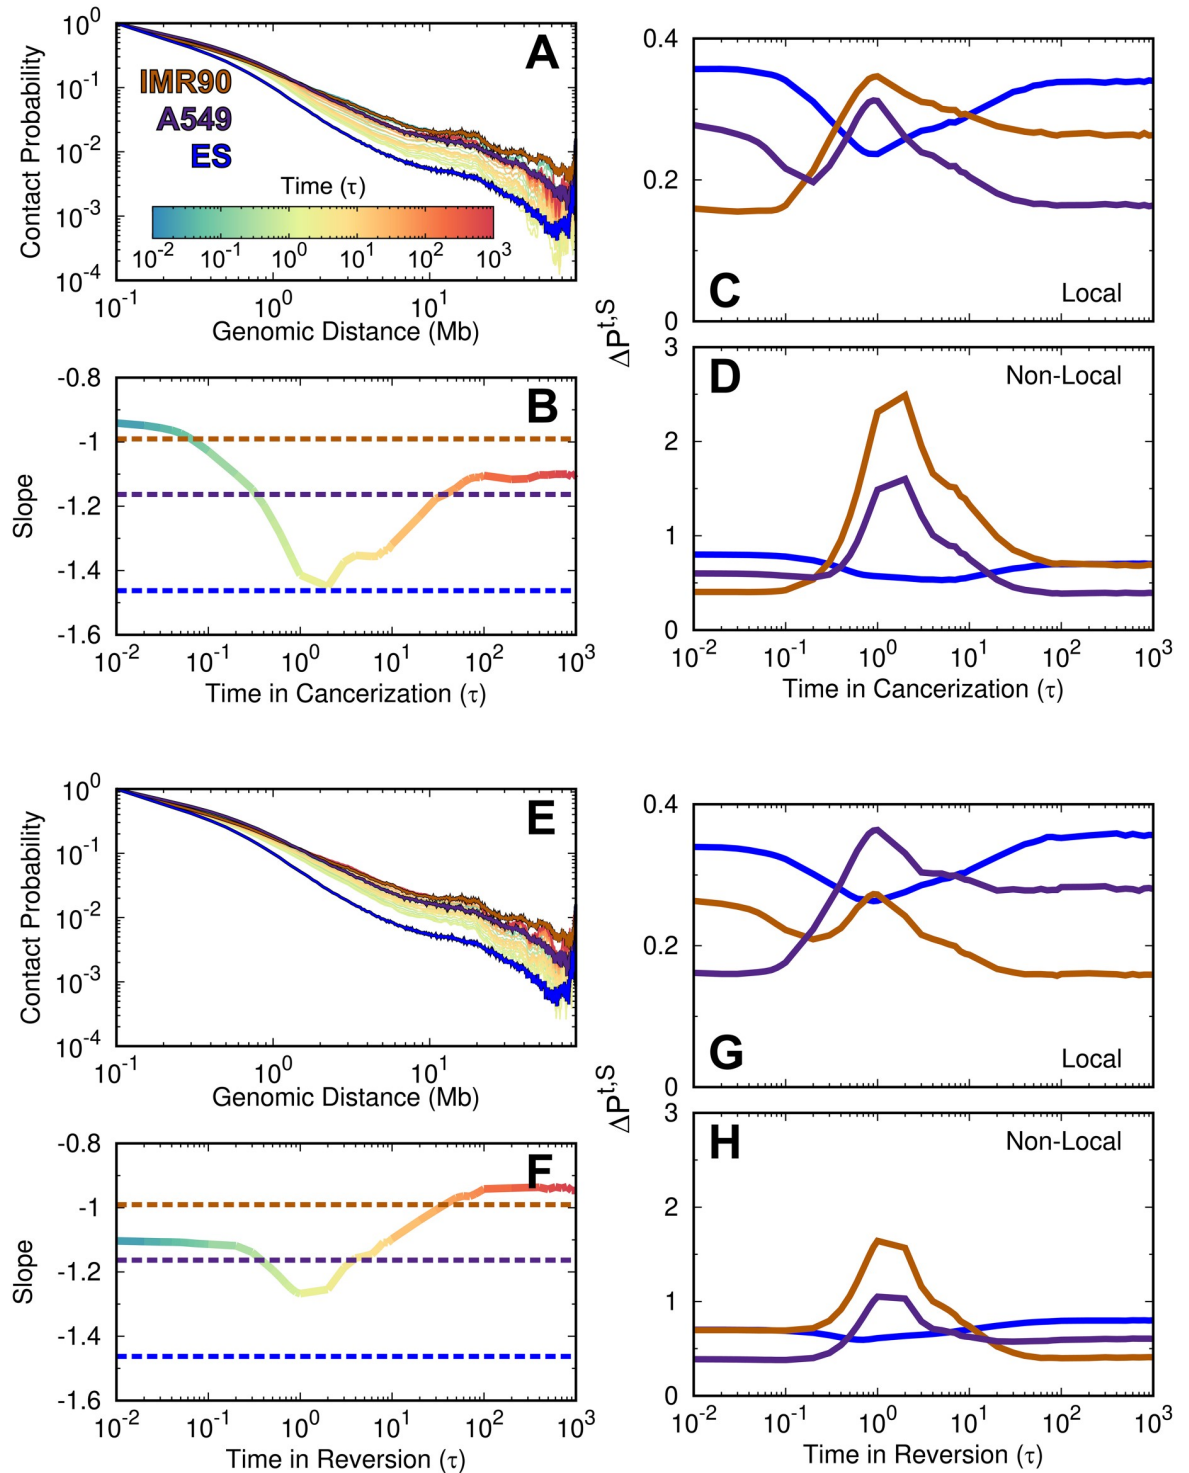 A
Contact Probability
10^0
10^-1
10^-2
10^-3
10^-4
IMR90
A549
ES
Time (τ)
10^-2 10^-1 10^0 10^1 10^2 10^3
10^-1 10^0 10^1
Genomic Distance (Mb)
B
Slope
-0.8
-1
-1.2
-1.4
-1.6
10^-2 10^-1 10^0 10^1 10^2 10^3
Time in Cancerization (τ)
ΔP^t,S
0.4
0.2
0
C
Local
3
2
1
0
D
Non-Local
10^-2 10^-1 10^0 10^1 10^2 10^3
Time in Cancerization (τ)
E
Contact Probability
10^0
10^-1
10^-2
10^-3
10^-4
10^-1 10^0 10^1
Genomic Distance (Mb)
F
Slope
-0.8
-1
-1.2
-1.4
-1.6
10^-2 10^-1 10^0 10^1 10^2 10^3
Time in Reversion (τ)
ΔP^t,S
0.4
0.2
0
G
Local
3
2
1
0
H
Non-Local
10^-2 10^-1 10^0 10^1 10^2 10^3
Time in Reversion (τ)